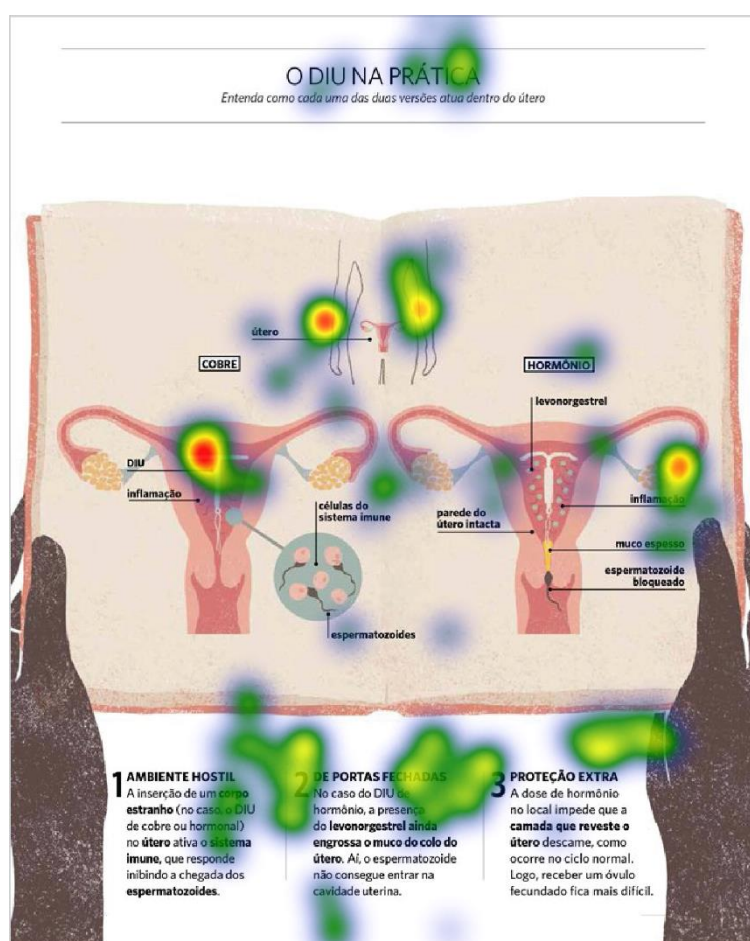 O DIU NA PRÁTICA
Entenda como cada uma das duas versões atua dentro do útero
útero
COBRE
HORMÔNIO
levonorgestrel
DIU
inflamação
células do
sistema imune
parede do
útero intacta
inflamação
muco espesso
espermatozoide
bloqueado
espermatozoides
1 AMBIENTE HOSTIL
A inserção de um corpo
estranho (no caso, o DIU
de cobre ou hormonal)
no útero ativa o sistema
imune, que responde
inibindo a chegada dos
espermatozoides.
2 DE PORTAS FECHADAS
No caso do DIU de
hormônio, a presença
do levonorgestrel ainda
engrossa o muco do colo do
útero. Aí, o espermatozoide
não consegue entrar na
cavidade uterina.
3 PROTEÇÃO EXTRA
A dose de hormônio
no local impede que a
camada que reveste o
útero descame, como
ocorre no ciclo normal.
Logo, receber um óvulo
fecundado fica mais difícil.